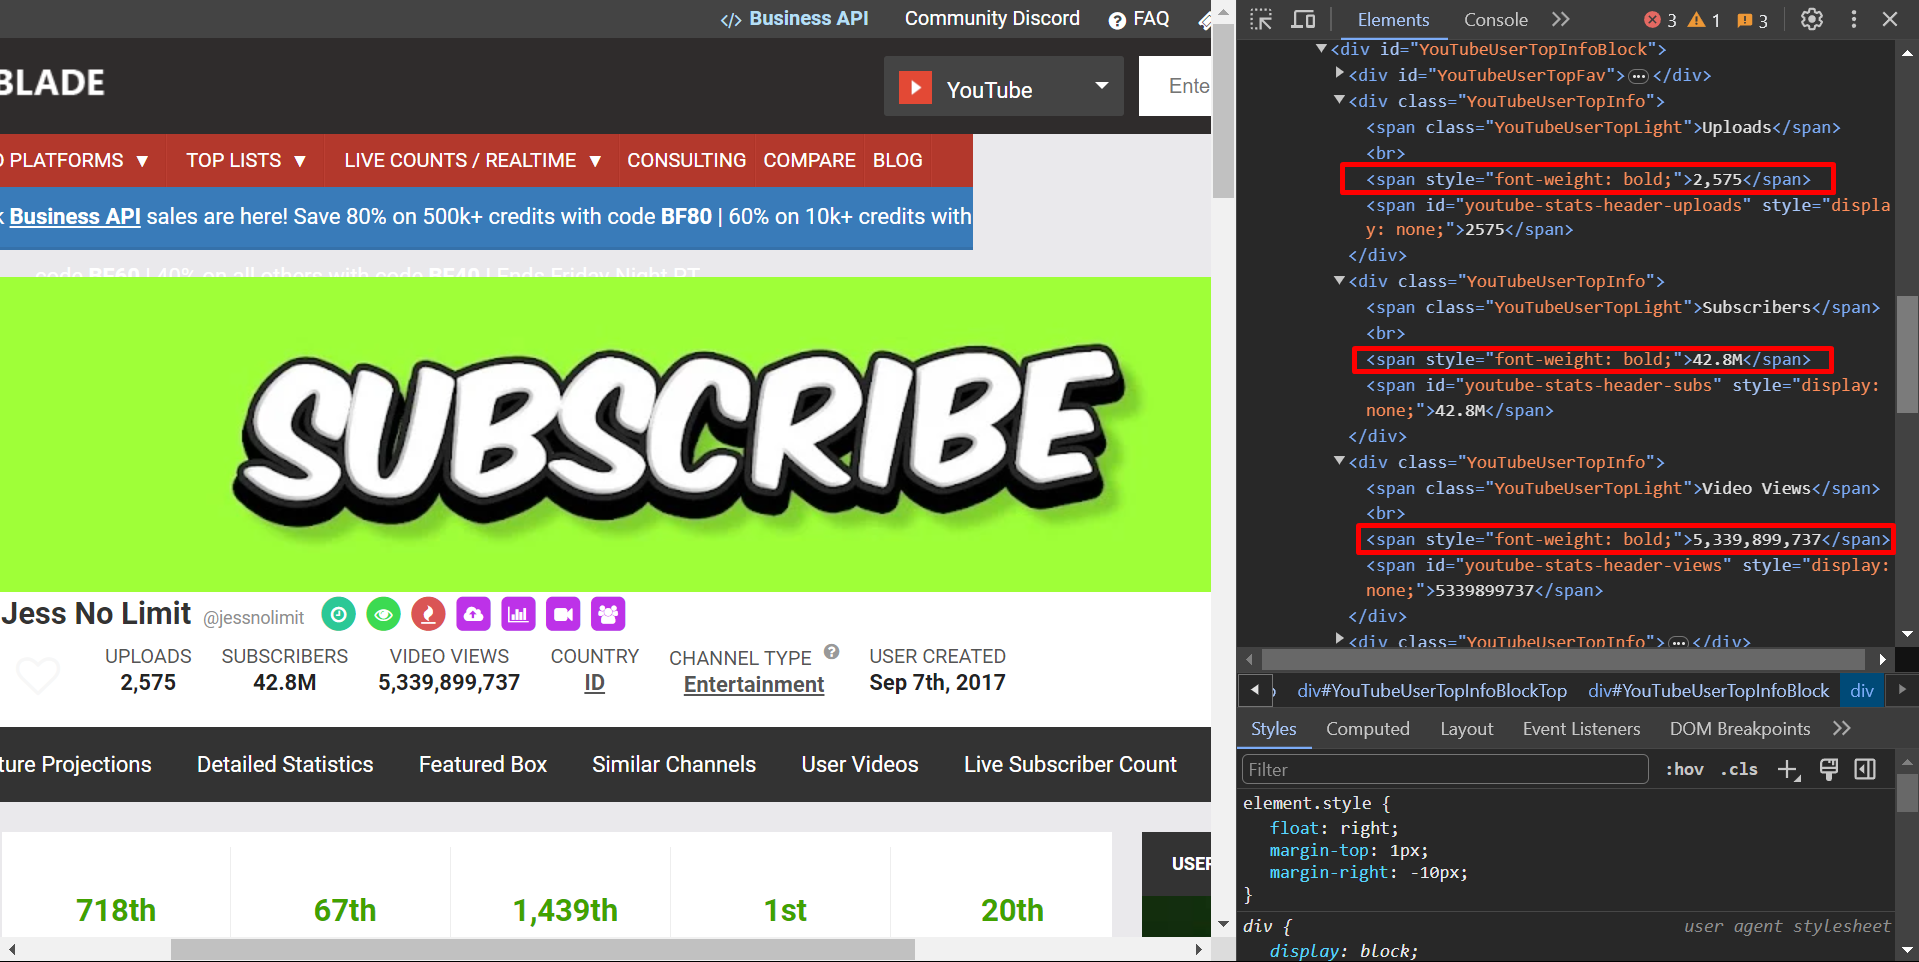 </> Business API Community Discord ? FAQ
BLADE
YouTube Ente
PLATFORMS ▼ TOP LISTS ▼ LIVE COUNTS / REALTIME ▼ CONSULTING COMPARE BLOG
k Business API sales are here! Save 80% on 500k+ credits with code BF80 | 60% on 10k+ credits with
code BF60 | 40% on all others with code BF40 | Ends Friday Night PT
SUBSCRIBE
Jess No Limit @jessnolimit
UPLOADS SUBSCRIBERS VIDEO VIEWS COUNTRY CHANNEL TYPE ? USER CREATED
2,575 42.8M 5,339,899,737 ID Entertainment Sep 7th, 2017
ture Projections Detailed Statistics Featured Box Similar Channels User Videos Live Subscriber Count
USER
718th 67th 1,439th 1st 20th
Elements Console 3 1 3
<div id="YouTubeUserTopInfoBlock">
<div id="YouTubeUserTopFav">…</div>
<div class="YouTubeUserTopInfo">
<span class="YouTubeUserTopLight">Uploads</span>
<br>
<span style="font-weight: bold;">2,575</span>
<span id="youtube-stats-header-uploads" style="displa
y: none;">2575</span>
</div>
<div class="YouTubeUserTopInfo">
<span class="YouTubeUserTopLight">Subscribers</span>
<br>
<span style="font-weight: bold;">42.8M</span>
<span id="youtube-stats-header-subs" style="display:
none;">42.8M</span>
</div>
<div class="YouTubeUserTopInfo">
<span class="YouTubeUserTopLight">Video Views</span>
<br>
<span style="font-weight: bold;">5,339,899,737</span>
<span id="youtube-stats-header-views" style="display:
none;">5339899737</span>
</div>
<div class="YouTubeUserTopInfo">…</div>
div#YouTubeUserTopInfoBlockTop div#YouTubeUserTopInfoBlock div
Styles Computed Layout Event Listeners DOM Breakpoints
Filter :hov .cls
element.style {
float: right;
margin-top: 1px;
margin-right: -10px;
}
div { user agent stylesheet
display: block;